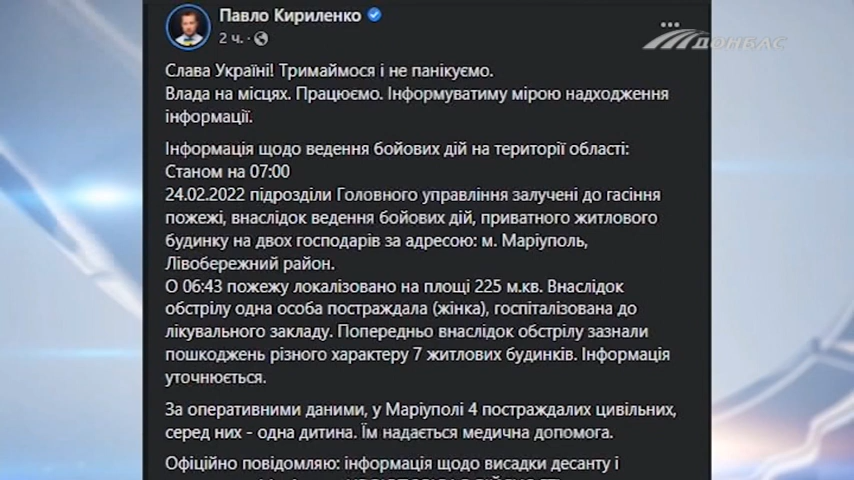 Павло Кириленко
2 ч. ·
ДОНБАС
Слава Україні! Тримаймося і не панікуємо.
Влада на місцях. Працюємо. Інформуватиму мірою надходження
інформації.
Інформація щодо ведення бойових дій на території області:
Станом на 07:00
24.02.2022 підрозділи Головного управління залучені до гасіння
пожежі, внаслідок ведення бойових дій, приватного житлового
будинку на двох господарів за адресою: м. Маріуполь,
Лівобережний район.
О 06:43 пожежу локалізовано на площі 225 м.кв. Внаслідок
обстрілу одна особа постраждала (жінка), госпіталізована до
лікувального закладу. Попередньо внаслідок обстрілу зазнали
пошкоджень різного характеру 7 житлових будинків. Інформація
уточнюється.
За оперативними даними, у Маріуполі 4 постраждалих цивільних,
серед них - одна дитина. Їм надається медична допомога.
Офіційно повідомляю: інформація щодо висадки десанту і